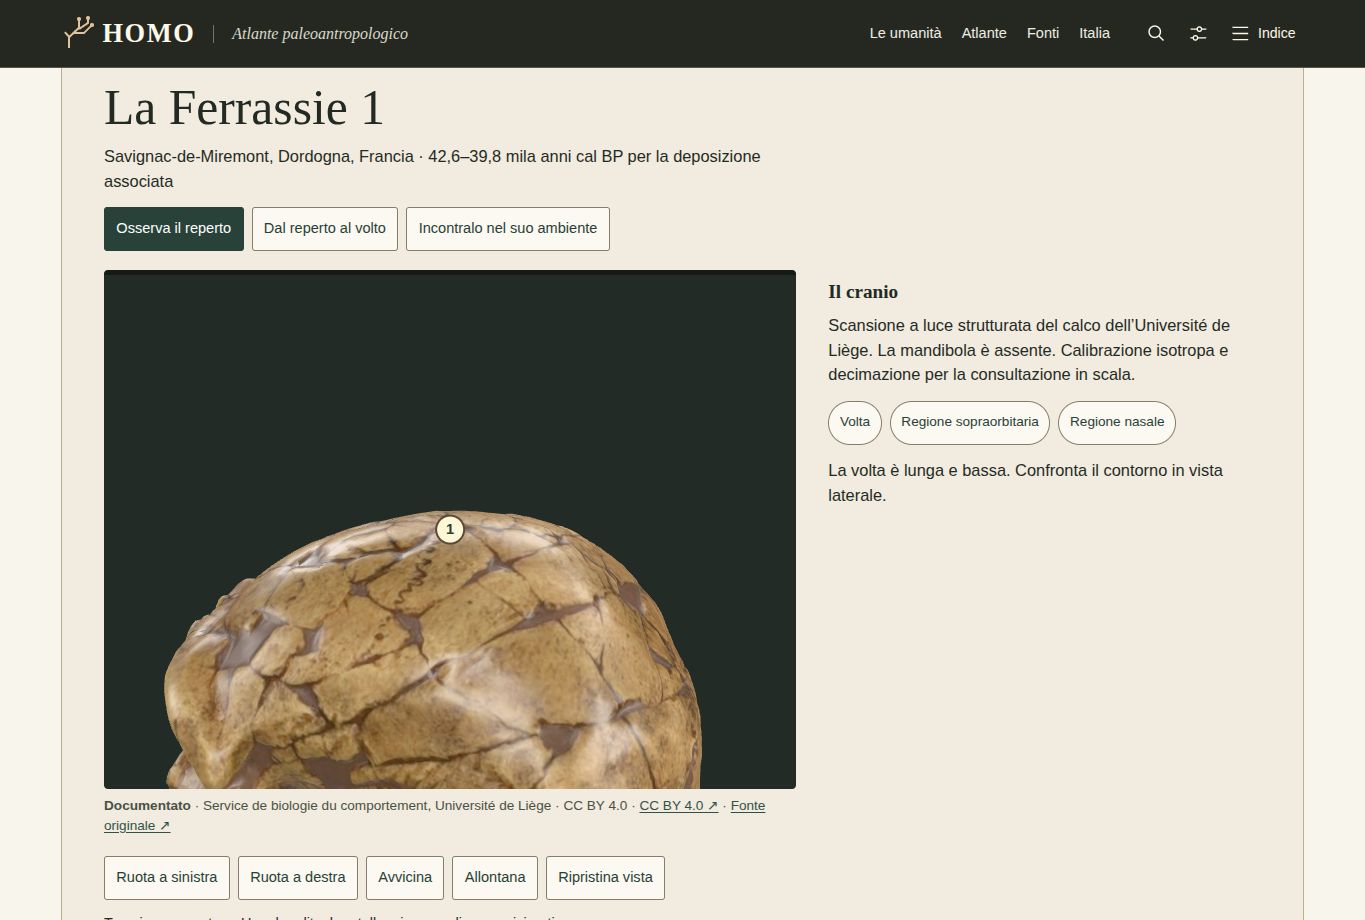 HOMO
Atlante paleoantropologico
Le umanità Atlante Fonti Italia Indice
La Ferrassie 1
Savignac-de-Miremont, Dordogna, Francia · 42,6–39,8 mila anni cal BP per la deposizione
associata
Osserva il reperto Dal reperto al volto Incontralo nel suo ambiente
1
Il cranio
Scansione a luce strutturata del calco dell’Université de
Liège. La mandibola è assente. Calibrazione isotropa e
decimazione per la consultazione in scala.
Volta Regione sopraorbitaria Regione nasale
La volta è lunga e bassa. Confronta il contorno in vista
laterale.
Documentato · Service de biologie du comportement, Université de Liège · CC BY 4.0 · CC BY 4.0 ↗ · Fonte
originale ↗
Ruota a sinistra Ruota a destra Avvicina Allontana Ripristina vista